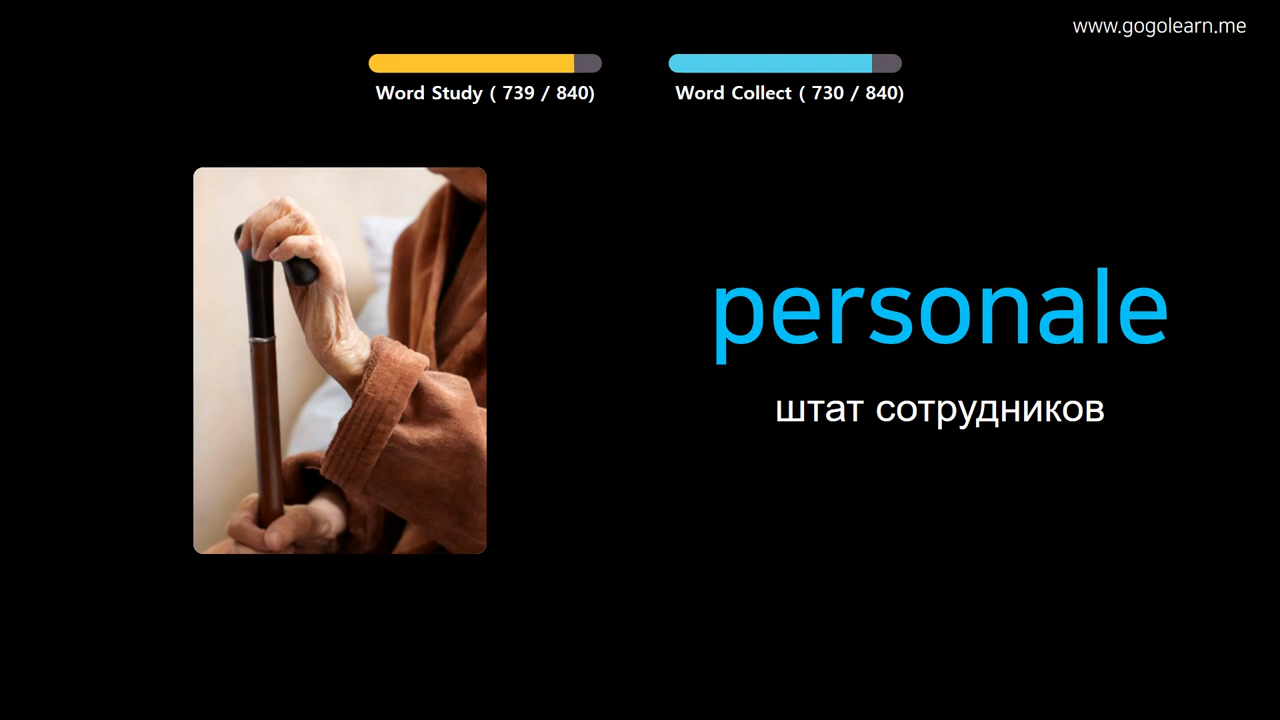 www.gogolearn.me
Word Study ( 739 / 840)
Word Collect ( 730 / 840)
personale
штат сотрудников